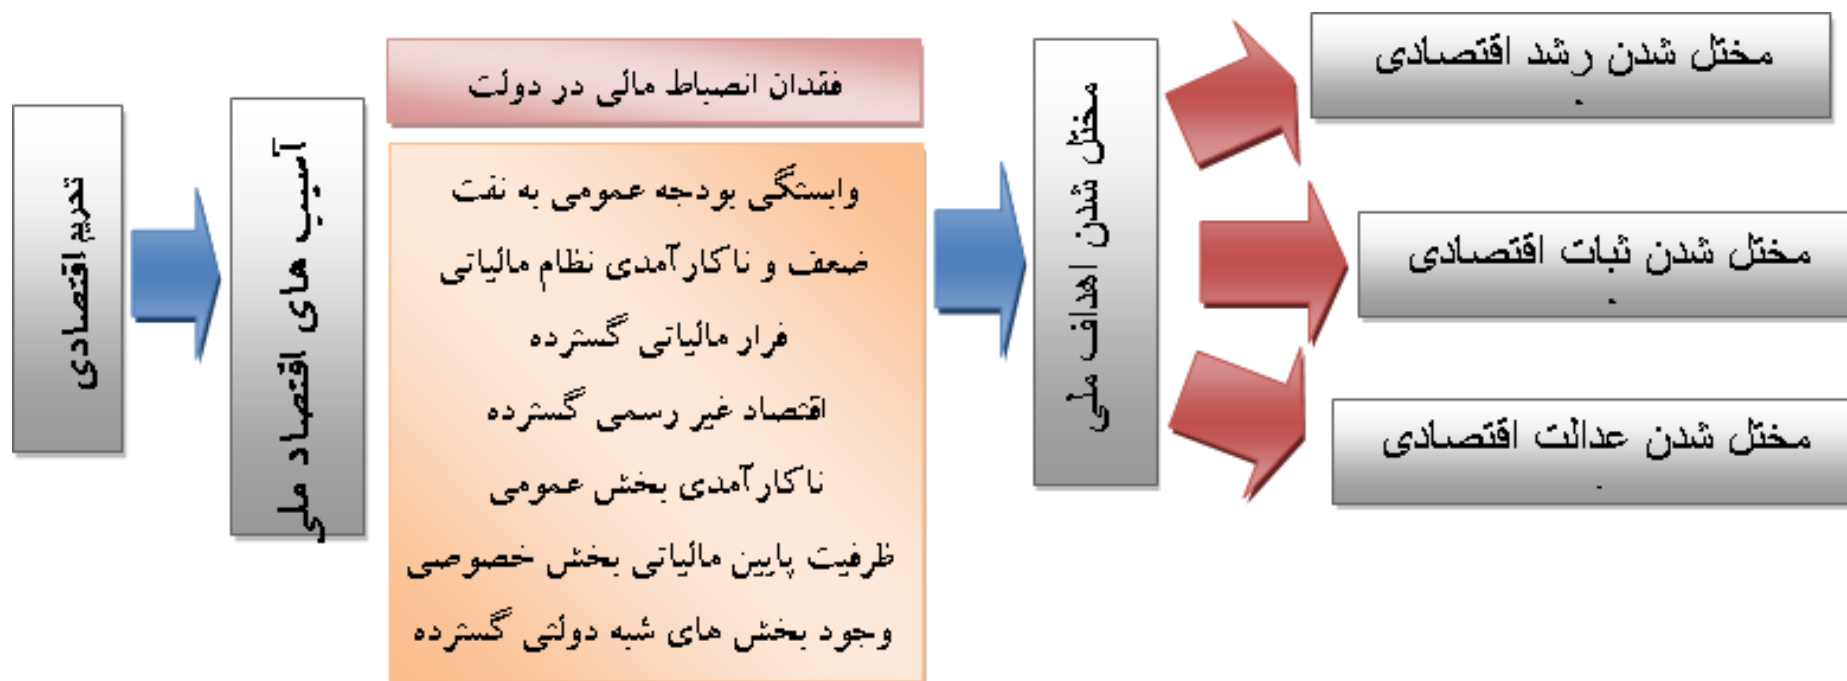 تحریم اقتصادی
آسیب های اقتصاد ملی
فقدان انصباط مالی در دولت
وابستگی بودجه عمومی به نفت
ضعف و ناکارآمدی نظام مالیاتی
فرار مالیاتی گسترده
اقتصاد غیر رسمی گسترده
ناکارآمدی بخش عمومی
ظرفیت پایین مالیاتی بخش خصوصی
وجود بخش های شبه دولتی گسترده
مختل شدن اهداف ملی
مختل شدن رشد اقتصادی
.
مختل شدن ثبات اقتصادی
.
مختل شدن عدالت اقتصادی
.